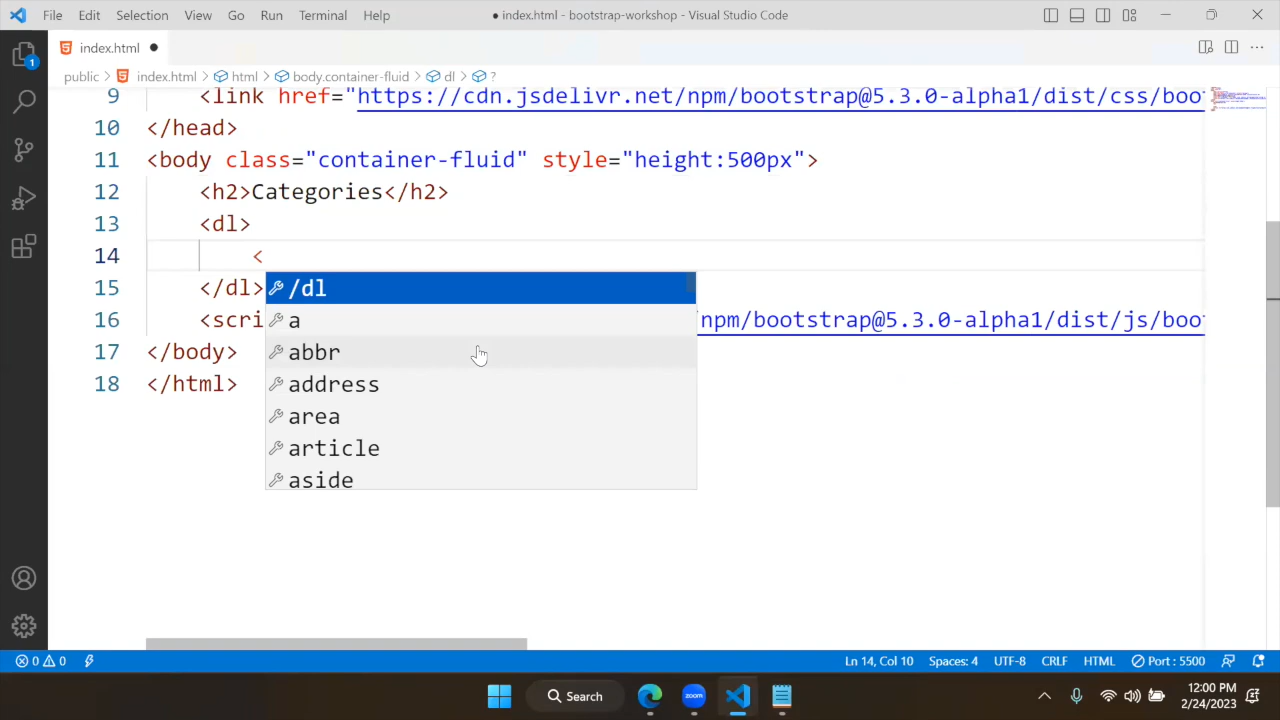 File Edit Selection View Go Run Terminal Help ● index.html - bootstrap-workshop - Visual Studio Code
index.html ●
public > index.html > html > body.container-fluid > dl > ?
9 <link href="https://cdn.jsdelivr.net/npm/bootstrap@5.3.0-alpha1/dist/css/boot
10 </head>
11 <body class="container-fluid" style="height:500px">
12 <h2>Categories</h2>
13 <dl>
14 <
15 </dl>
16 <scri /npm/bootstrap@5.3.0-alpha1/dist/js/boo
17 </body>
18 </html>
/dl
a
abbr
address
area
article
aside
1
0 0 Ln 14, Col 10 Spaces: 4 UTF-8 CRLF HTML Port : 5500
Search zoom 12:00 PM
2/24/2023